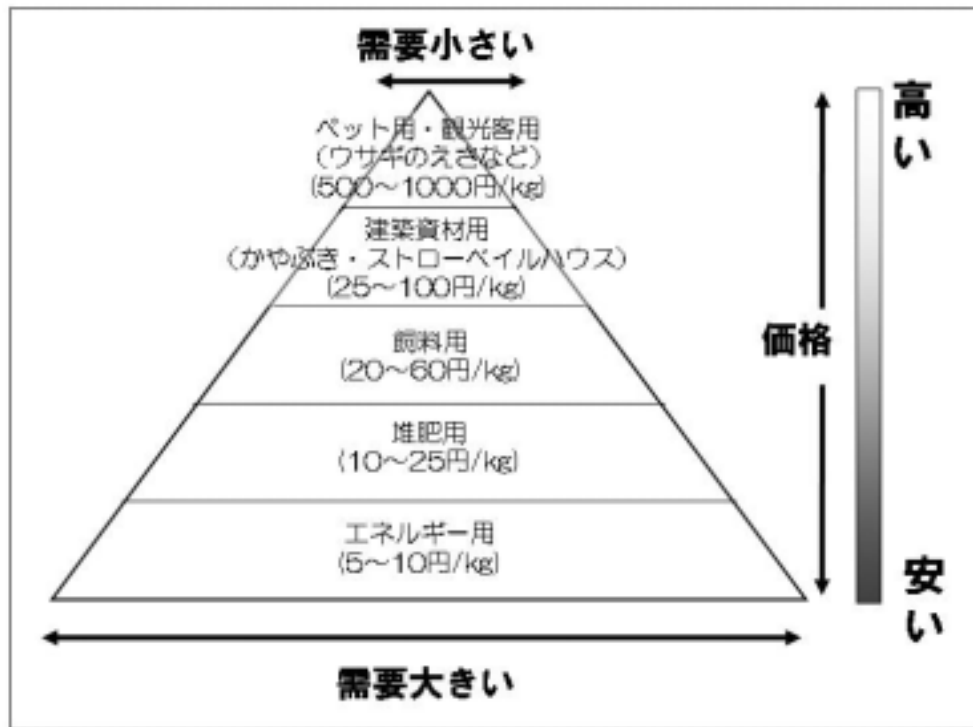 需要小さい
ペット用・観光客用
(ウサギのえさなど)
(500～1000円/kg)
建築資材用
(かやぶき・ストローベイルハウス)
(25～100円/kg)
飼料用
(20～60円/kg)
堆肥用
(10～25円/kg)
エネルギー用
(5～10円/kg)
需要大きい
高い
価格
安い